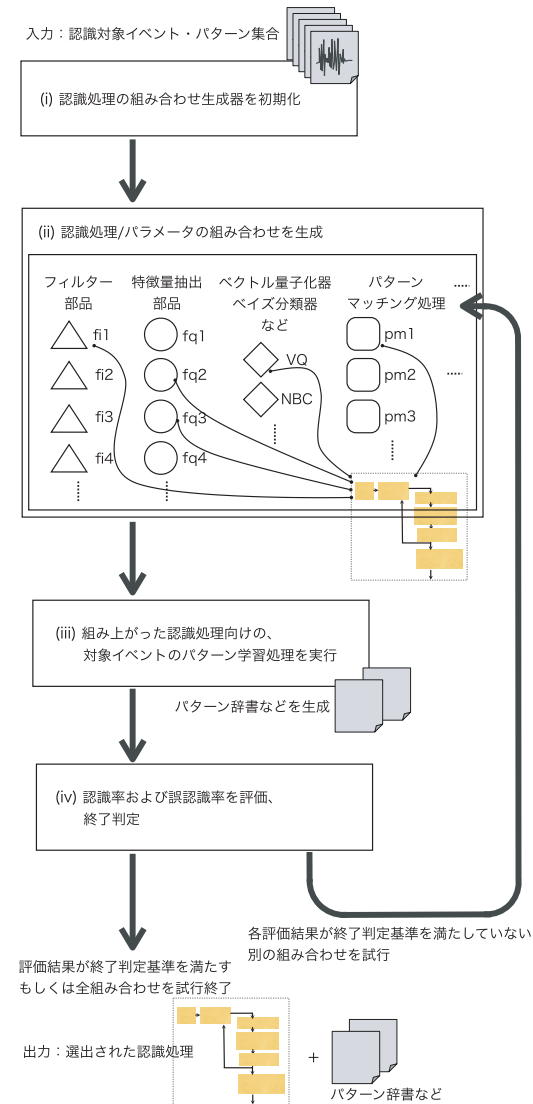 入力：認識対象イベント・パターン集合
(i) 認識処理の組み合わせ生成器を初期化
(ii) 認識処理/パラメータの組み合わせを生成
フィルター
部品
特徴量抽出
部品
ベクトル量子化器
ベイズ分類器
など
パターン
マッチング処理
fi1
fq1
VQ
pm1
fi2
fq2
NBC
pm2
fi3
fq3
pm3
fi4
fq4
(iii) 組み上がった認識処理向けの、
対象イベントのパターン学習処理を実行
パターン辞書などを生成
(iv) 認識率および誤認識率を評価、
終了判定
各評価結果が終了判定基準を満たしていない
別の組み合わせを試行
評価結果が終了判定基準を満たす
もしくは全組み合わせを試行終了
出力：選出された認識処理
+
パターン辞書など